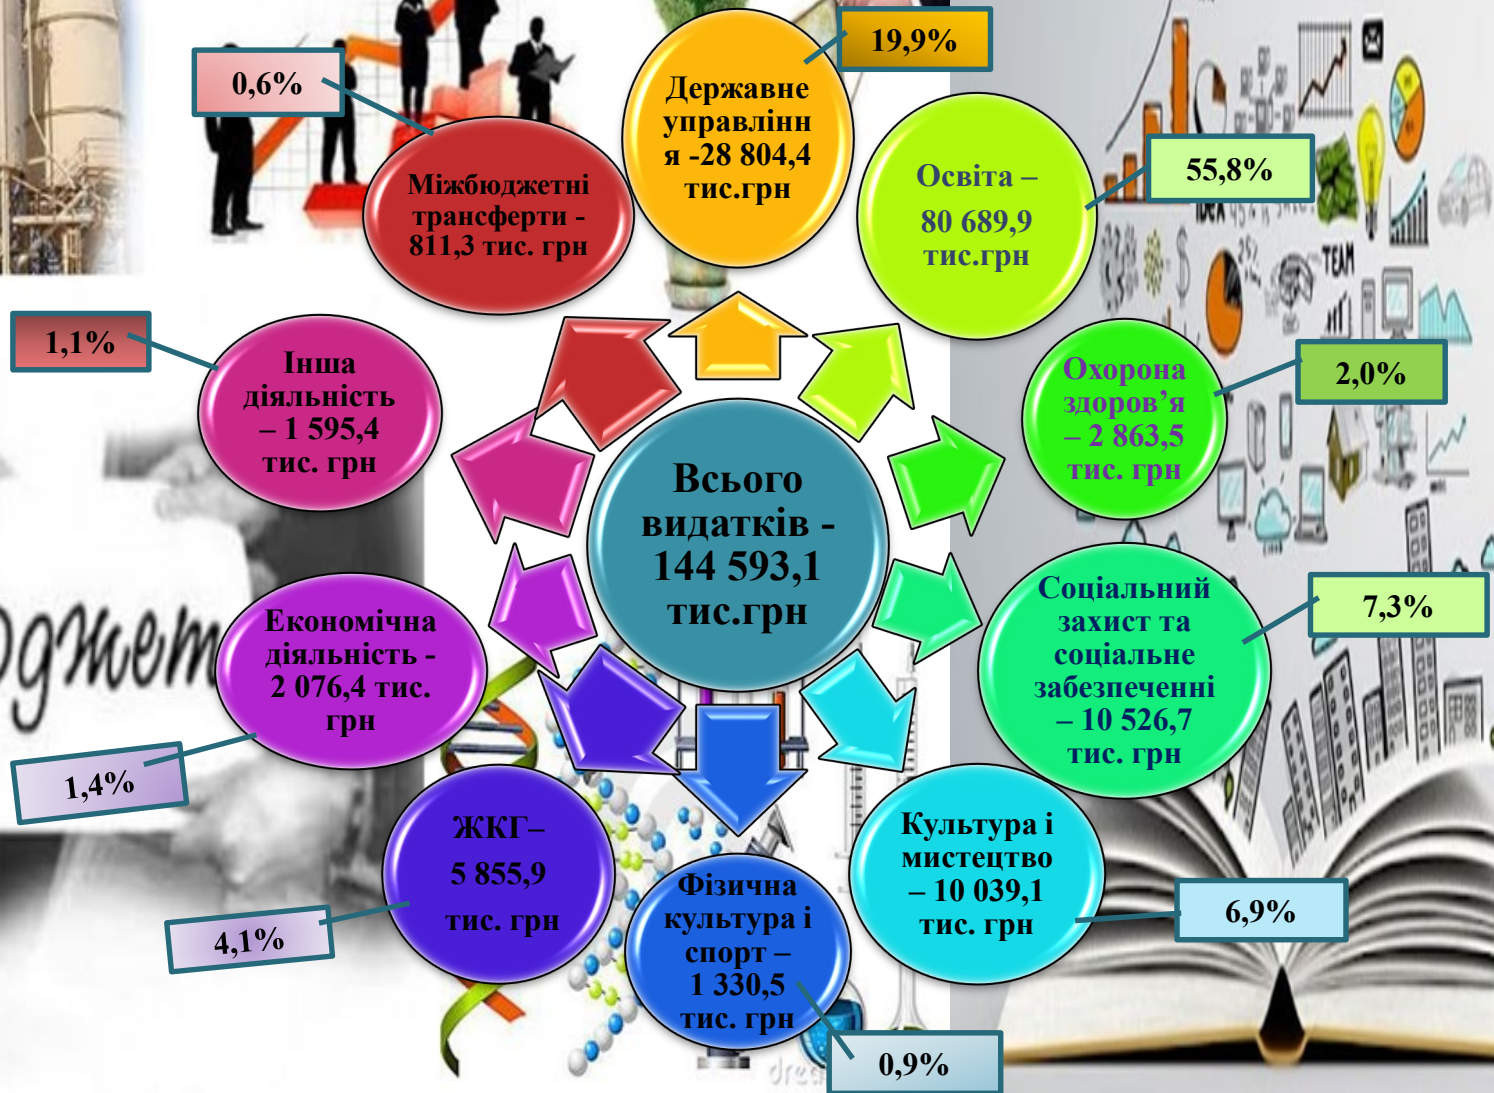 19,9%
Державне
управлінн
я -28 804,4
тис.грн
55,8%
Освіта –
80 689,9
тис.грн
2,0%
Охорона
здоров’я
– 2 863,5
тис. грн
7,3%
Соціальний
захист та
соціальне
забезпеченні
– 10 526,7
тис. грн
6,9%
Культура і
мистецтво
– 10 039,1
тис. грн
0,9%
Фізична
культура і
спорт –
1 330,5
тис. грн
4,1%
ЖКГ–
5 855,9
тис. грн
1,4%
Економічна
діяльність -
2 076,4 тис.
грн
1,1%
Інша
діяльність
– 1 595,4
тис. грн
0,6%
Міжбюджетні
трансферти -
811,3 тис. грн
Всього
видатків -
144 593,1
тис.грн
TEAM